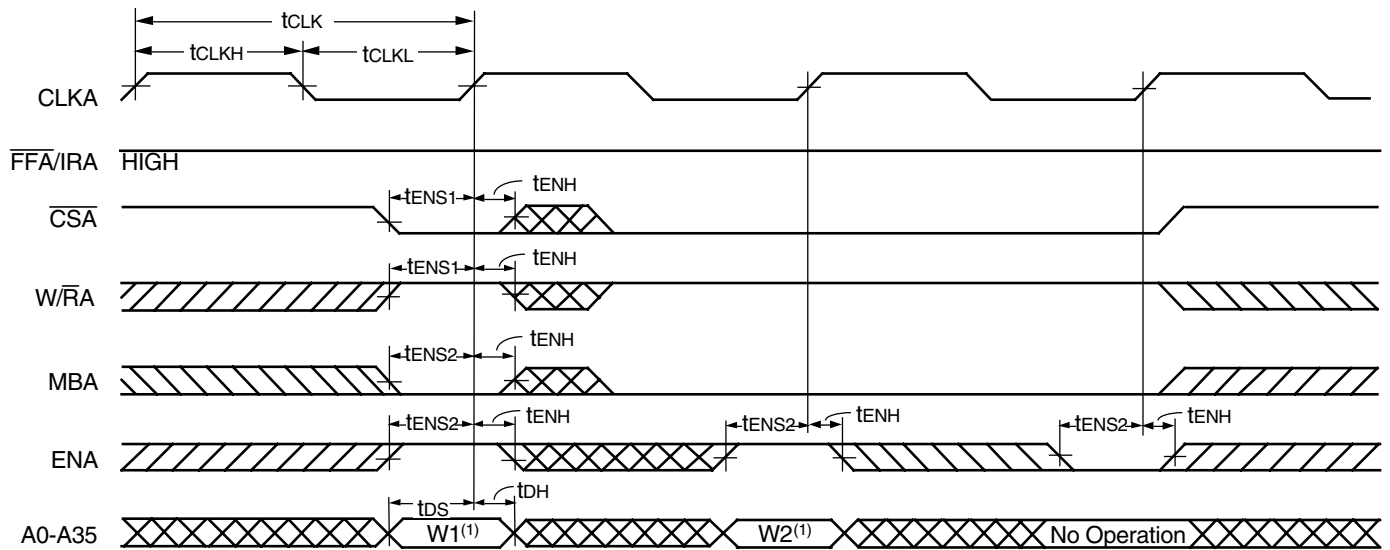 tCLK
tCLKH tCLKL
CLKA
FFA/IRA HIGH
tENS1 tENH
CSA
tENS1 tENH
W/RA
tENS2 tENH
MBA
tENS2 tENH tENS2 tENH tENS2 tENH
ENA
tDS tDH
A0-A35 W1(1) W2(1) No Operation